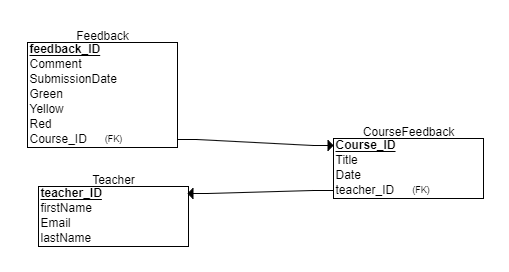 Feedback
feedback_ID
Comment
SubmissionDate
Green
Yellow
Red
Course_ID (FK)
CourseFeedback
Course_ID
Title
Date
teacher_ID (FK)
Teacher
teacher_ID
firstName
Email
lastName